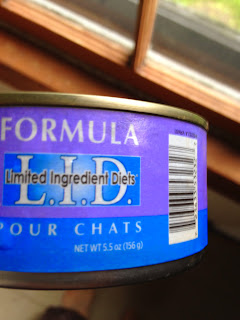 FORMULA
L.I.D.
Limited Ingredient Diets
POUR CHATS
NET WT 5.5 oz (156 g)